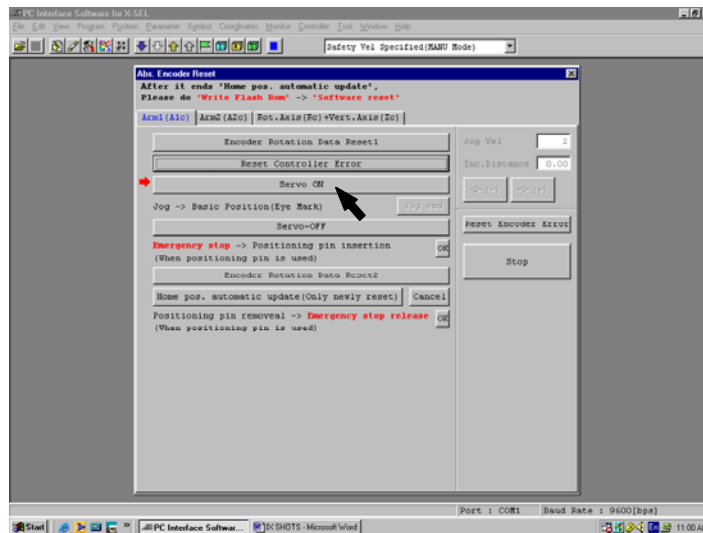 PC Interface Software for X-SEL
File Edit View Program Position Parameter Symbol Coordinates Monitor Controller Tool Window Help
Safety Vel Specified(MANU Mode)
Abs. Encoder Reset
After it ends "Home pos. automatic update",
Please do "Write Flash Rom" -> "Software reset"
Arm1(A1c) Arm2(A2c) Rot.Axis(Rc)+Vert.Axis(Zc)
Encoder Rotation Data Reset1
Reset Controller Error
Servo ON
Jog -> Basic Position(Eye Mark) Jog end
Servo-OFF
Emergency stop -> Positioning pin insertion
(When positioning pin is used)
OK
Encoder Rotation Data Reset2
Home pos. automatic update(Only newly reset) Cancel
Positioning pin removeal -> Emergency stop release
(When positioning pin is used)
OK
Jog Vel 2
Inc.Distance 0.00
(-) (+)
Reset Encoder Error
Stop
Port : COM1 Baud Rate : 9600[bps]
Start PC Interface Softwar... IX SHOTS - Microsoft Word 11:00 A